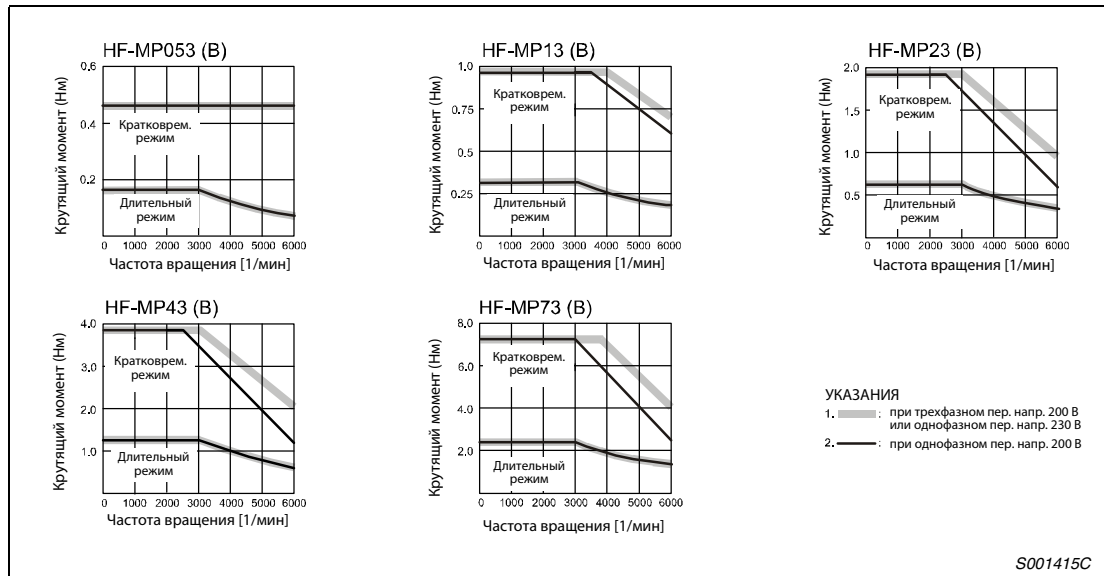 HF-MP053 (B)
Крутящий момент (Нм)
0.6
0.4
0.2
Кратковрем.
режим
Длительный
режим
0 1000 2000 3000 4000 5000 6000
Частота вращения [1/мин]
HF-MP13 (B)
Крутящий момент (Нм)
1.0
0.75
0.5
0.25
Кратковрем.
режим
Длительный
режим
0 1000 2000 3000 4000 5000 6000
Частота вращения [1/мин]
HF-MP23 (B)
Крутящий момент (Нм)
2.0
1.5
1.0
0.5
Кратковрем.
режим
Длительный
режим
0 1000 2000 3000 4000 5000 6000
Частота вращения [1/мин]
HF-MP43 (B)
Крутящий момент (Нм)
4.0
3.0
2.0
1.0
Кратковрем.
режим
Длительный
режим
0 1000 2000 3000 4000 5000 6000
Частота вращения [1/мин]
HF-MP73 (B)
Крутящий момент (Нм)
8.0
6.0
4.0
2.0
Кратковрем.
режим
Длительный
режим
0 1000 2000 3000 4000 5000 6000
Частота вращения [1/мин]
УКАЗАНИЯ
1. : при трехфазном пер. напр. 200 В
или однофазном пер. напр. 230 В
2. : при однофазном пер. напр. 200 В
S001415C